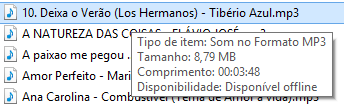 10. Deixa o Verão (Los Hermanos) - Tibério Azul.mp3
A NATUREZA DAS COISAS - FLÁVIO JOSÉ
A paixao me pegou
Amor Perfeito - Mari
Ana Carolina - Combustível (Tema de Amor à vida).mp3
Tipo de item: Som no Formato MP3
Tamanho: 8,79 MB
Comprimento: 00:03:48
Disponibilidade: Disponível offline